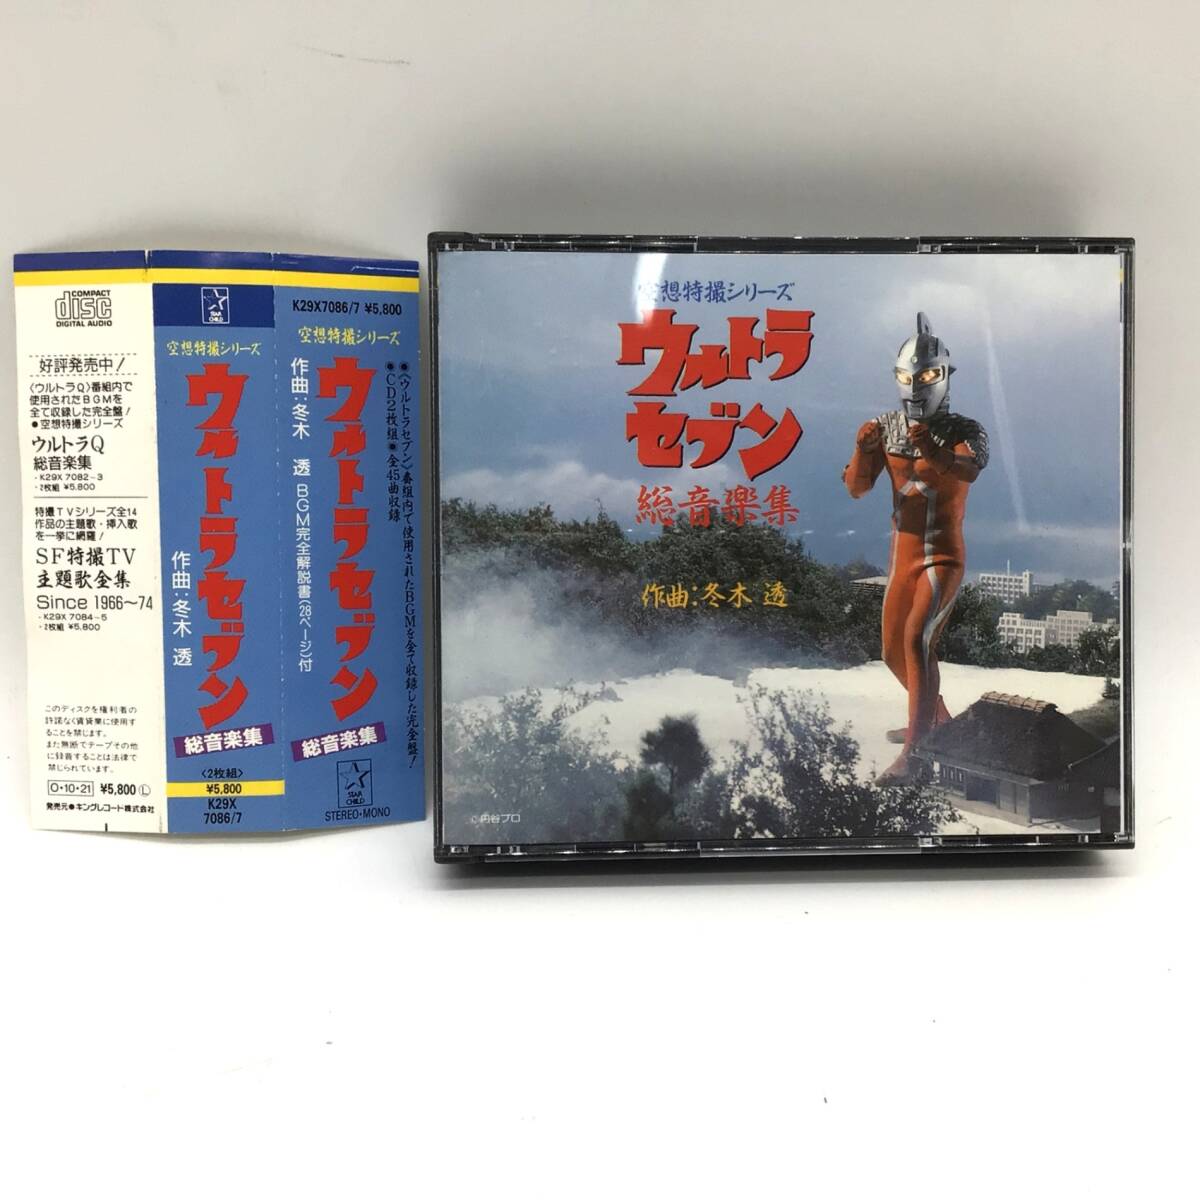 COMPACT
disc
DIGITAL AUDIO
好評発売中!
〈ウルトラQ〉番組内で
使用されたBGMを
全て収録した完全盤!
●空想特撮シリーズ
ウルトラQ
総音楽集
・K29X 7082~3
・2枚組 ¥5,800
特撮TVシリーズ全14
作品の主題歌・挿入歌
を一挙に網羅!
SF特撮TV
主題歌全集
Since 1966~74
・K29X 7084~5
・2枚組 ¥5,800
このディスクを権利者の
許諾なく賃貸業に使用す
ることを禁じます。
また無断でテープその他
に録音することは法律で
禁じられています。
O・10・21 ¥5,800 Ⓛ
発売元●キングレコード株式会社
STAR
CHILD
空想特撮シリーズ
ウルトラセブン
作曲:冬木 透
総音楽集
〈2枚組〉
¥5,800
K29X
7086/7
K29X7086/7 ¥5,800
空想特撮シリーズ
●〈ウルトラセブン〉番組内で使用されたBGMを全て収録した完全盤!
●CD2枚組●全45曲収録
ウルトラセブン
作曲:冬木 透 BGM完全解説書(28ページ)付
総音楽集
STAR
CHILD
STEREO・MONO
空想特撮シリーズ
ウルトラ
セブン
総音楽集
作曲:冬木 透
©円谷プロ